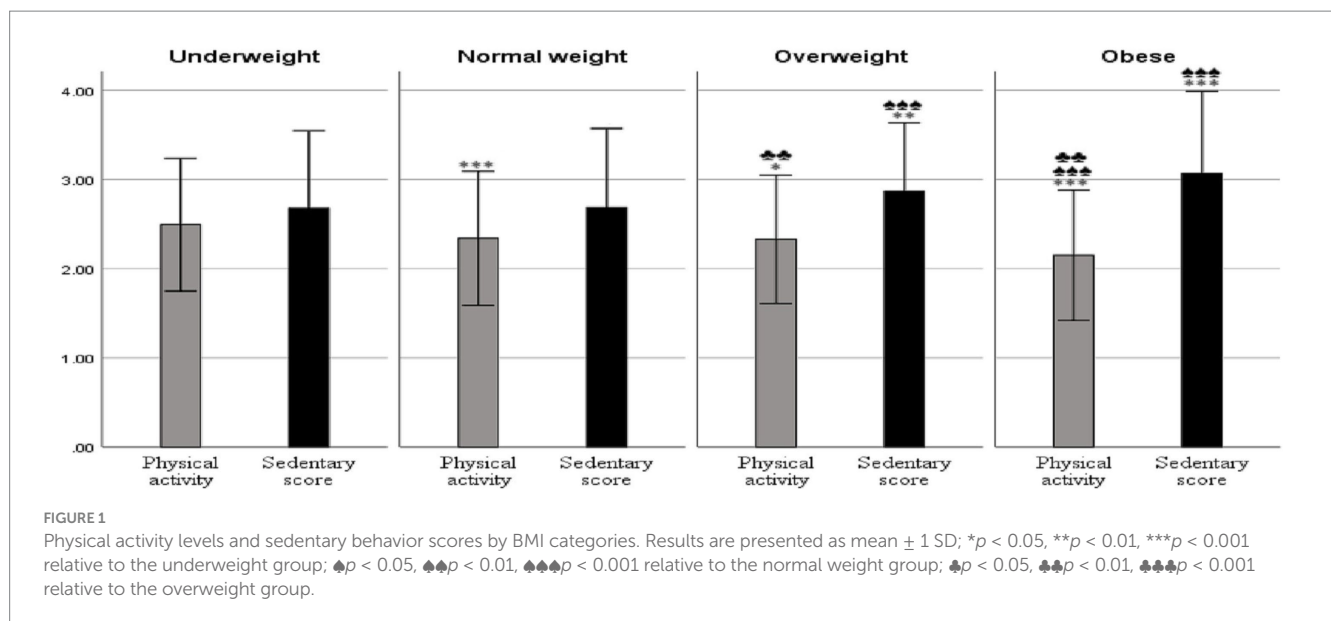 Underweight
Normal weight
Overweight
Obese
4.00
3.00
2.00
1.00
.00
***
♣♣
*
♠♠♠
**
♣♣
♠♠♠
***
♠♠♠
***
Physical
activity
Sedentary
score
Physical
activity
Sedentary
score
Physical
activity
Sedentary
score
Physical
activity
Sedentary
score
FIGURE 1
Physical activity levels and sedentary behavior scores by BMI categories. Results are presented as mean ± 1 SD; *p < 0.05, **p < 0.01, ***p < 0.001
relative to the underweight group; ♠p < 0.05, ♠♠p < 0.01, ♠♠♠p < 0.001 relative to the normal weight group; ♣p < 0.05, ♣♣p < 0.01, ♣♣♣p < 0.001
relative to the overweight group.